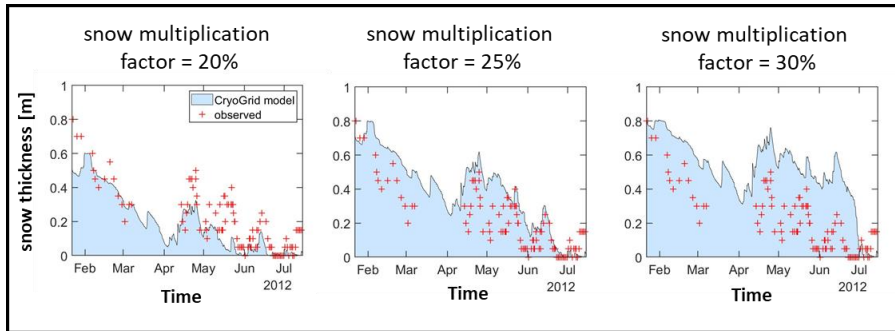 snow multiplication
factor = 20%
snow multiplication
factor = 25%
snow multiplication
factor = 30%
snow thickness [m]
1
0.8
0.6
0.4
0.2
0
CryoGrid model
observed
Feb Mar Apr May Jun Jul
2012
Time
1
0.8
0.6
0.4
0.2
0
Feb Mar Apr May Jun Jul
2012
Time
1
0.8
0.6
0.4
0.2
0
Feb Mar Apr May Jun Jul
2012
Time